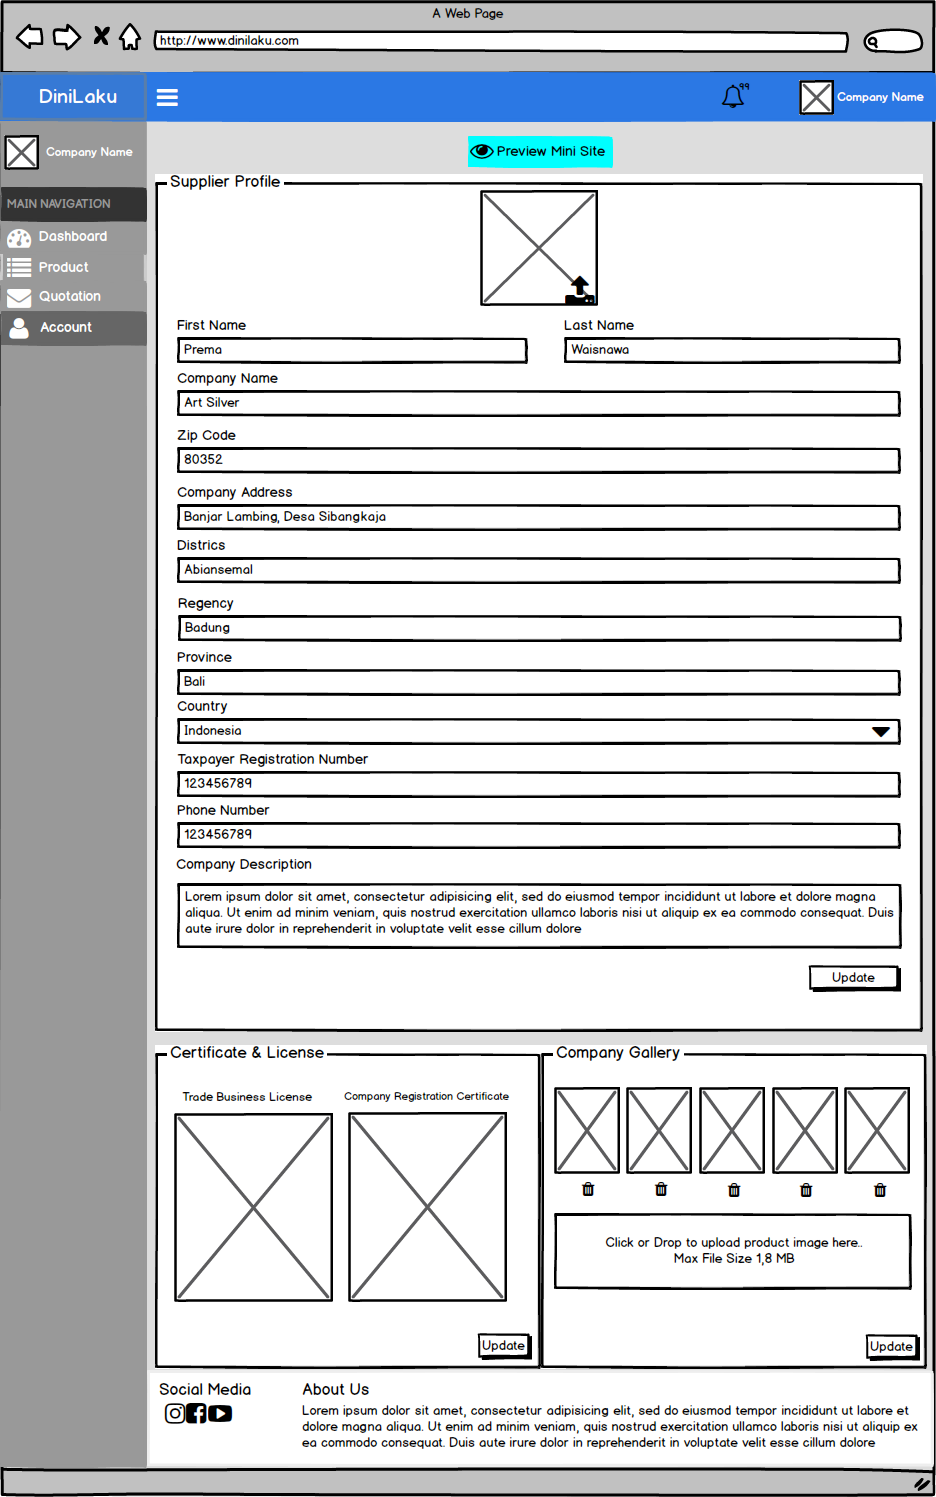 A Web Page
http://www.dinilaku.com
DiniLaku
99
Company Name
Company Name
MAIN NAVIGATION
Dashboard
Product
Quotation
Account
Preview Mini Site
Supplier Profile
First Name
Last Name
Prema
Waisnawa
Company Name
Art Silver
Zip Code
80352
Company Address
Banjar Lambing, Desa Sibangkaja
Districs
Abiansemal
Regency
Badung
Province
Bali
Country
Indonesia
Taxpayer Registration Number
123456789
Phone Number
123456789
Company Description
Lorem ipsum dolor sit amet, consectetur adipisicing elit, sed do eiusmod tempor incididunt ut labore et dolore magna
aliqua. Ut enim ad minim veniam, quis nostrud exercitation ullamco laboris nisi ut aliquip ex ea commodo consequat. Duis
aute irure dolor in reprehenderit in voluptate velit esse cillum dolore
Update
Certificate & License
Trade Business License
Company Registration Certificate
Update
Company Gallery
Click or Drop to upload product image here..
Max File Size 1,8 MB
Update
Social Media
About Us
Lorem ipsum dolor sit amet, consectetur adipisicing elit, sed do eiusmod tempor incididunt ut labore et
dolore magna aliqua. Ut enim ad minim veniam, quis nostrud exercitation ullamco laboris nisi ut aliquip ex
ea commodo consequat. Duis aute irure dolor in reprehenderit in voluptate velit esse cillum dolore